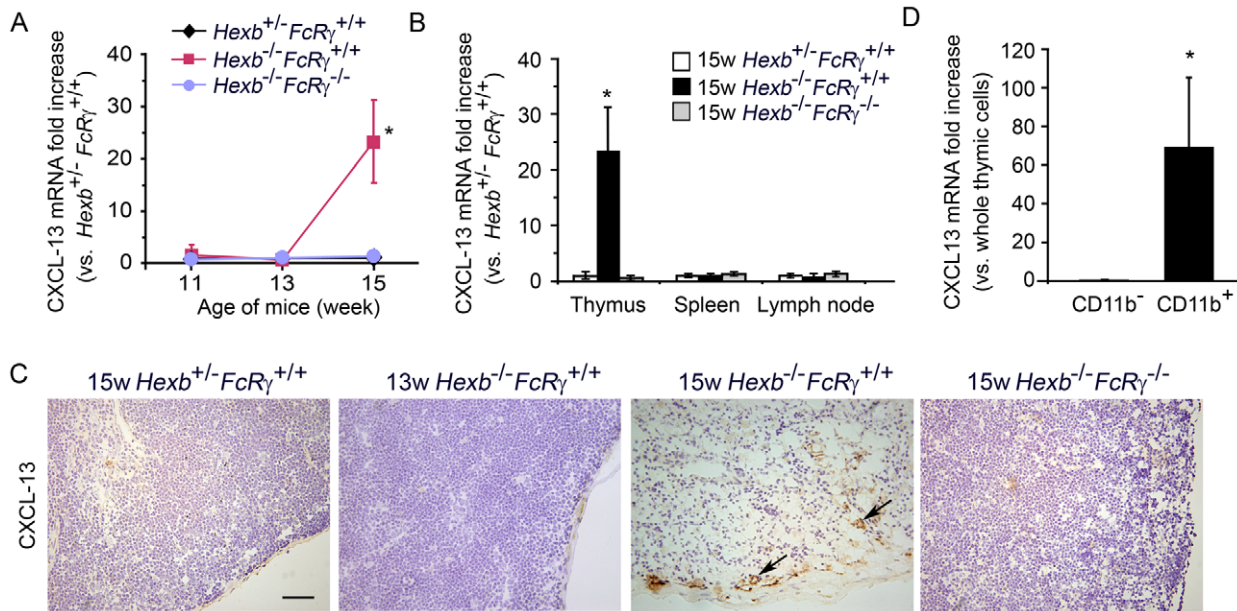 A
Hexb+/-FcRγ+/+
Hexb-/-FcRγ+/+
Hexb-/-FcRγ-/-
CXCL-13 mRNA fold increase
(vs. Hexb+/- FcRγ+/+)
50
40
30
20
10
0
*
11 13 15
Age of mice (week)
B
15w Hexb+/-FcRγ+/+
15w Hexb-/-FcRγ+/+
15w Hexb-/-FcRγ-/-
CXCL-13 mRNA fold increase
(vs. Hexb+/- FcRγ+/+)
40
30
20
10
0
*
Thymus Spleen Lymph node
D
CXCL 13 mRNA fold increase
(vs. whole thymic cells)
120
100
80
60
40
20
0
*
CD11b- CD11b+
C
15w Hexb+/-FcRγ+/+
13w Hexb-/-FcRγ+/+
15w Hexb-/-FcRγ+/+
15w Hexb-/-FcRγ-/-
CXCL-13